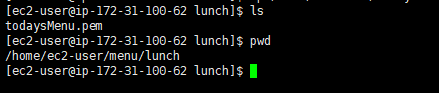 [ec2-user@ip-172-31-100-62 lunch]$ ls
todaysMenu.pem
[ec2-user@ip-172-31-100-62 lunch]$ pwd
/home/ec2-user/menu/lunch
[ec2-user@ip-172-31-100-62 lunch]$